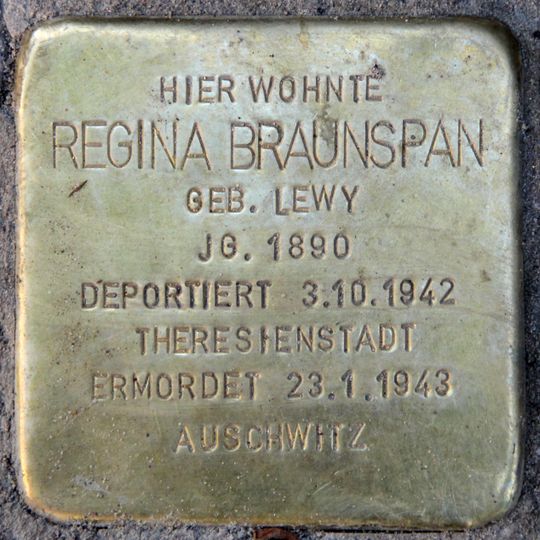 HIER WOHNTE
REGINA BRAUNSPAN
GEB. LEWY
JG. 1890
DEPORTIERT 3.10.1942
THERESIENSTADT
ERMORDET 23.1.1943
AUSCHWITZ